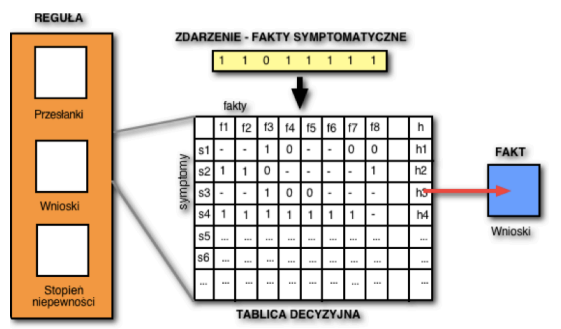 REGUŁA
Przesłanki
Wnioski
Stopień
niepewności
ZDARZENIE - FAKTY SYMPTOMATYCZNE
1 1 0 1 1 1 1 1
fakty
symptomy
f1 f2 f3 f4 f5 f6 f7 f8 h
s1 - - 1 0 - - 0 0 h1
s2 1 1 0 - - - - 1 h2
s3 - - 1 0 0 - - - h3
s4 1 1 1 1 1 1 1 - h4
s5 ... ... ... ... ... ... ... ... ...
s6 ... ... ... ... ... ... ... ... ...
... ... ... ... ... ... ... ... ... ...
TABLICA DECYZYJNA
FAKT
Wnioski